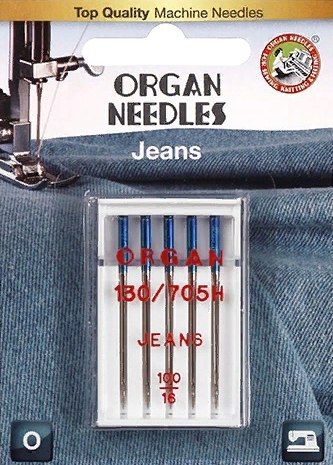 Top Quality Machine Needles
ORGAN
NEEDLES
Jeans
ORGAN
130/705H
JEANS
100
16
O